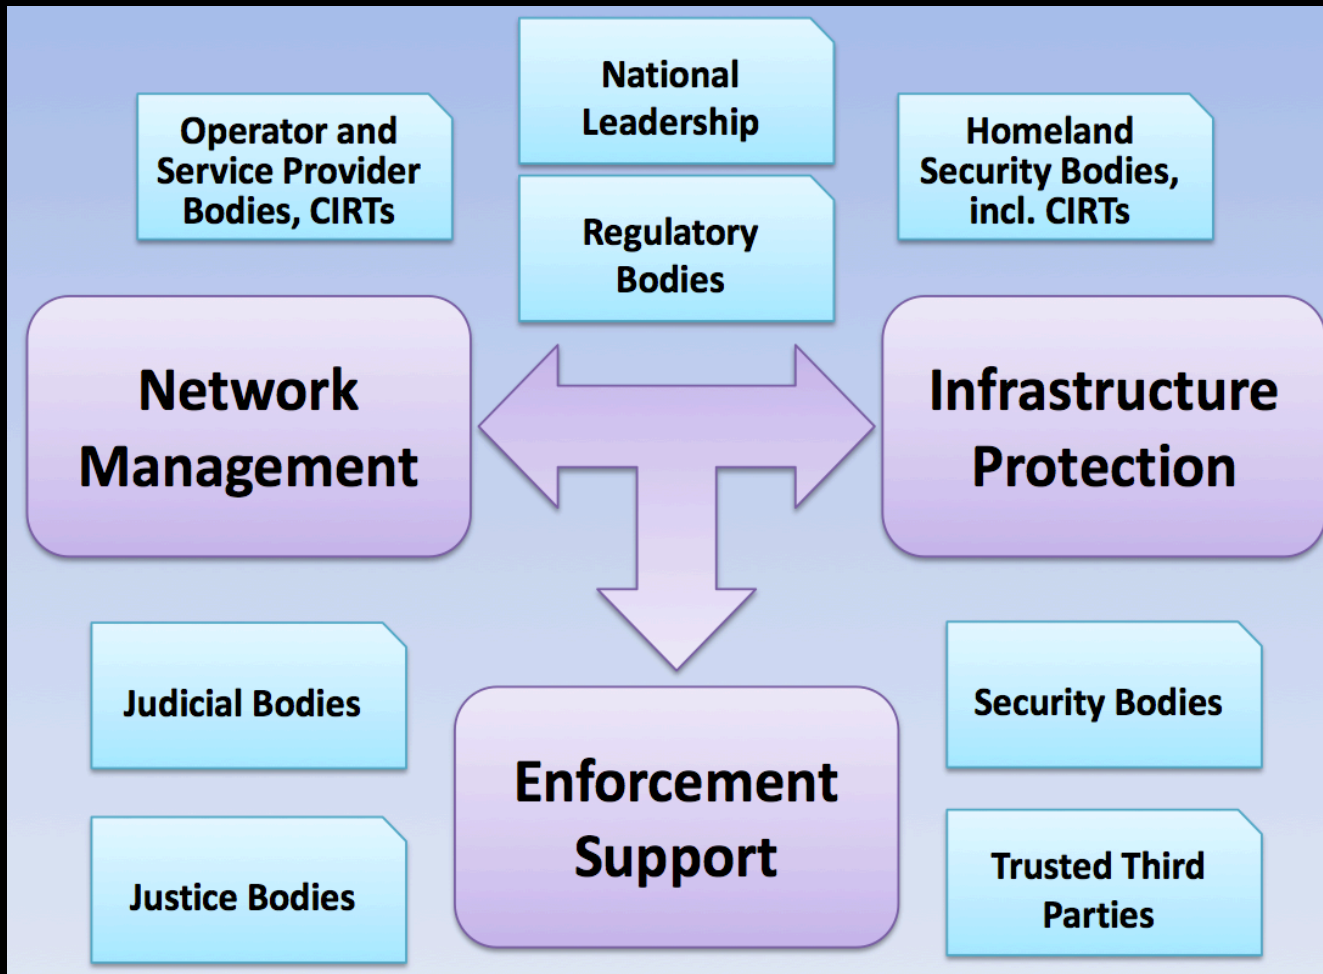 National
Leadership
Operator and
Service Provider
Bodies, CIRTs
Homeland
Security Bodies,
incl. CIRTs
Regulatory
Bodies
Network
Management
Infrastructure
Protection
Judicial Bodies
Security Bodies
Enforcement
Support
Justice Bodies
Trusted Third
Parties